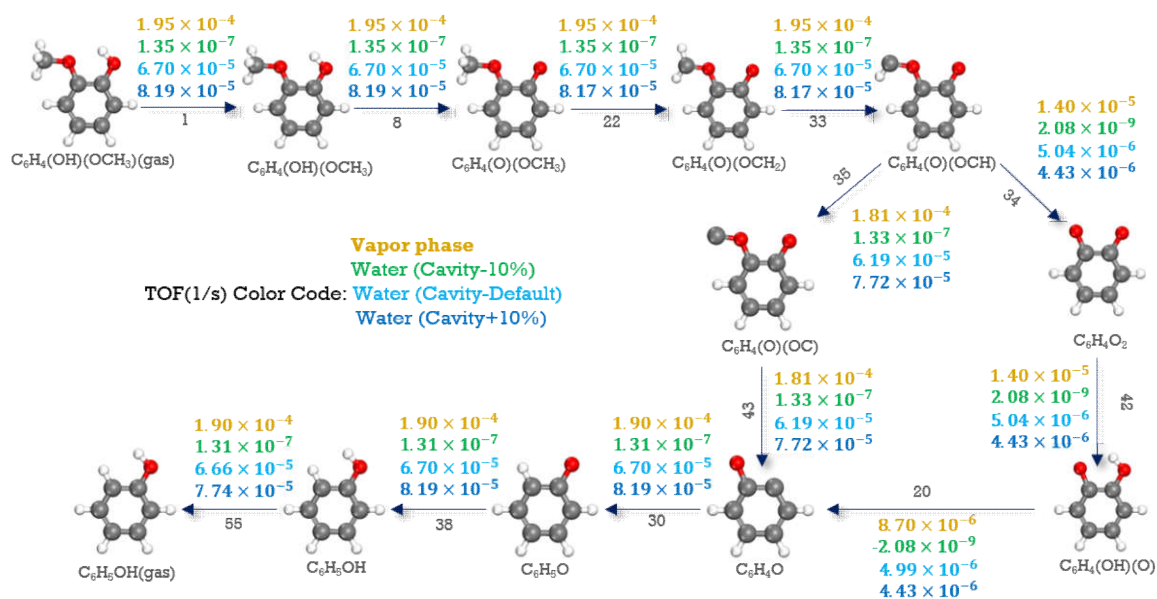 1.95 × 10⁻⁴
1.35 × 10⁻⁷
6.70 × 10⁻⁵
8.19 × 10⁻⁵
1
1.95 × 10⁻⁴
1.35 × 10⁻⁷
6.70 × 10⁻⁵
8.19 × 10⁻⁵
8
1.95 × 10⁻⁴
1.35 × 10⁻⁷
6.70 × 10⁻⁵
8.17 × 10⁻⁵
22
1.95 × 10⁻⁴
1.35 × 10⁻⁷
6.70 × 10⁻⁵
8.17 × 10⁻⁵
33
C₆H₄(OH)(OCH₃)(gas)
C₆H₄(OH)(OCH₃)
C₆H₄(O)(OCH₃)
C₆H₄(O)(OCH₂)
C₆H₄(O)(OCH)
1.40 × 10⁻⁵
2.08 × 10⁻⁹
5.04 × 10⁻⁶
4.43 × 10⁻⁶
35
34
1.81 × 10⁻⁴
1.33 × 10⁻⁷
6.19 × 10⁻⁵
7.72 × 10⁻⁵
Vapor phase
Water (Cavity-10%)
TOF(1/s) Color Code: Water (Cavity-Default)
Water (Cavity+10%)
C₆H₄(O)(OC)
C₆H₄O₂
43
1.81 × 10⁻⁴
1.33 × 10⁻⁷
6.19 × 10⁻⁵
7.72 × 10⁻⁵
1.40 × 10⁻⁵
2.08 × 10⁻⁹
5.04 × 10⁻⁶
4.43 × 10⁻⁶
42
1.90 × 10⁻⁴
1.31 × 10⁻⁷
6.66 × 10⁻⁵
7.74 × 10⁻⁵
55
1.90 × 10⁻⁴
1.31 × 10⁻⁷
6.70 × 10⁻⁵
8.19 × 10⁻⁵
38
1.90 × 10⁻⁴
1.31 × 10⁻⁷
6.70 × 10⁻⁵
8.19 × 10⁻⁵
30
20
8.70 × 10⁻⁶
-2.08 × 10⁻⁹
4.99 × 10⁻⁶
4.43 × 10⁻⁶
C₆H₅OH(gas)
C₆H₅OH
C₆H₅O
C₆H₄O
C₆H₄(OH)(O)